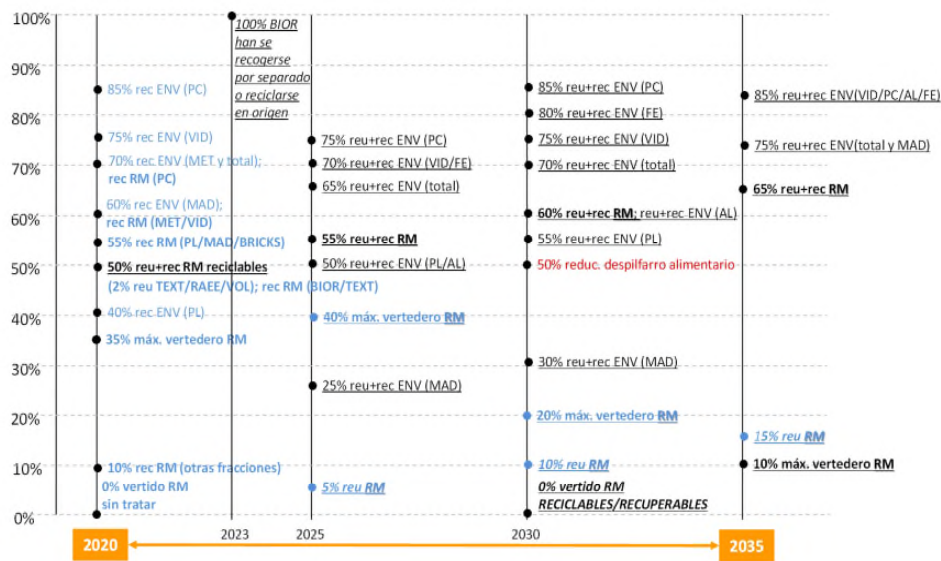 100%
90%
80%
70%
60%
50%
40%
30%
20%
10%
0%
85% rec ENV (PC)
75% rec ENV (VID)
70% rec ENV (MET y total);
rec RM (PC)
60% rec ENV (MAD);
rec RM (MET/VID)
55% rec RM (PL/MAD/BRICKS)
50% reu+rec RM reciclables
(2% reu TEXT/RAEE/VOL); rec RM (BIOR/TEXT)
40% rec ENV (PL)
35% máx. vertedero RM
10% rec RM (otras fracciones)
0% vertido RM
sin tratar
100% BIOR
han se
recogerse
por separado
o reciclarse
en origen
75% reu+rec ENV (PC)
70% reu+rec ENV (VID/FE)
65% reu+rec ENV (total)
55% reu+rec RM
50% reu+rec ENV (PL/AL)
40% máx. vertedero RM
25% reu+rec ENV (MAD)
5% reu RM
85% reu+rec ENV (PC)
80% reu+rec ENV (FE)
75% reu+rec ENV (VID)
70% reu+rec ENV (total)
60% reu+rec RM; reu+rec ENV (AL)
55% reu+rec ENV (PL)
50% reduc. despilfarro alimentario
30% reu+rec ENV (MAD)
20% máx. vertedero RM
10% reu RM
0% vertido RM
RECICLABLES/RECUPERABLES
85% reu+rec ENV(VID/PC/AL/FE)
75% reu+rec ENV(total y MAD)
65% reu+rec RM
15% reu RM
10% máx. vertedero RM
2020
2023
2025
2030
2035